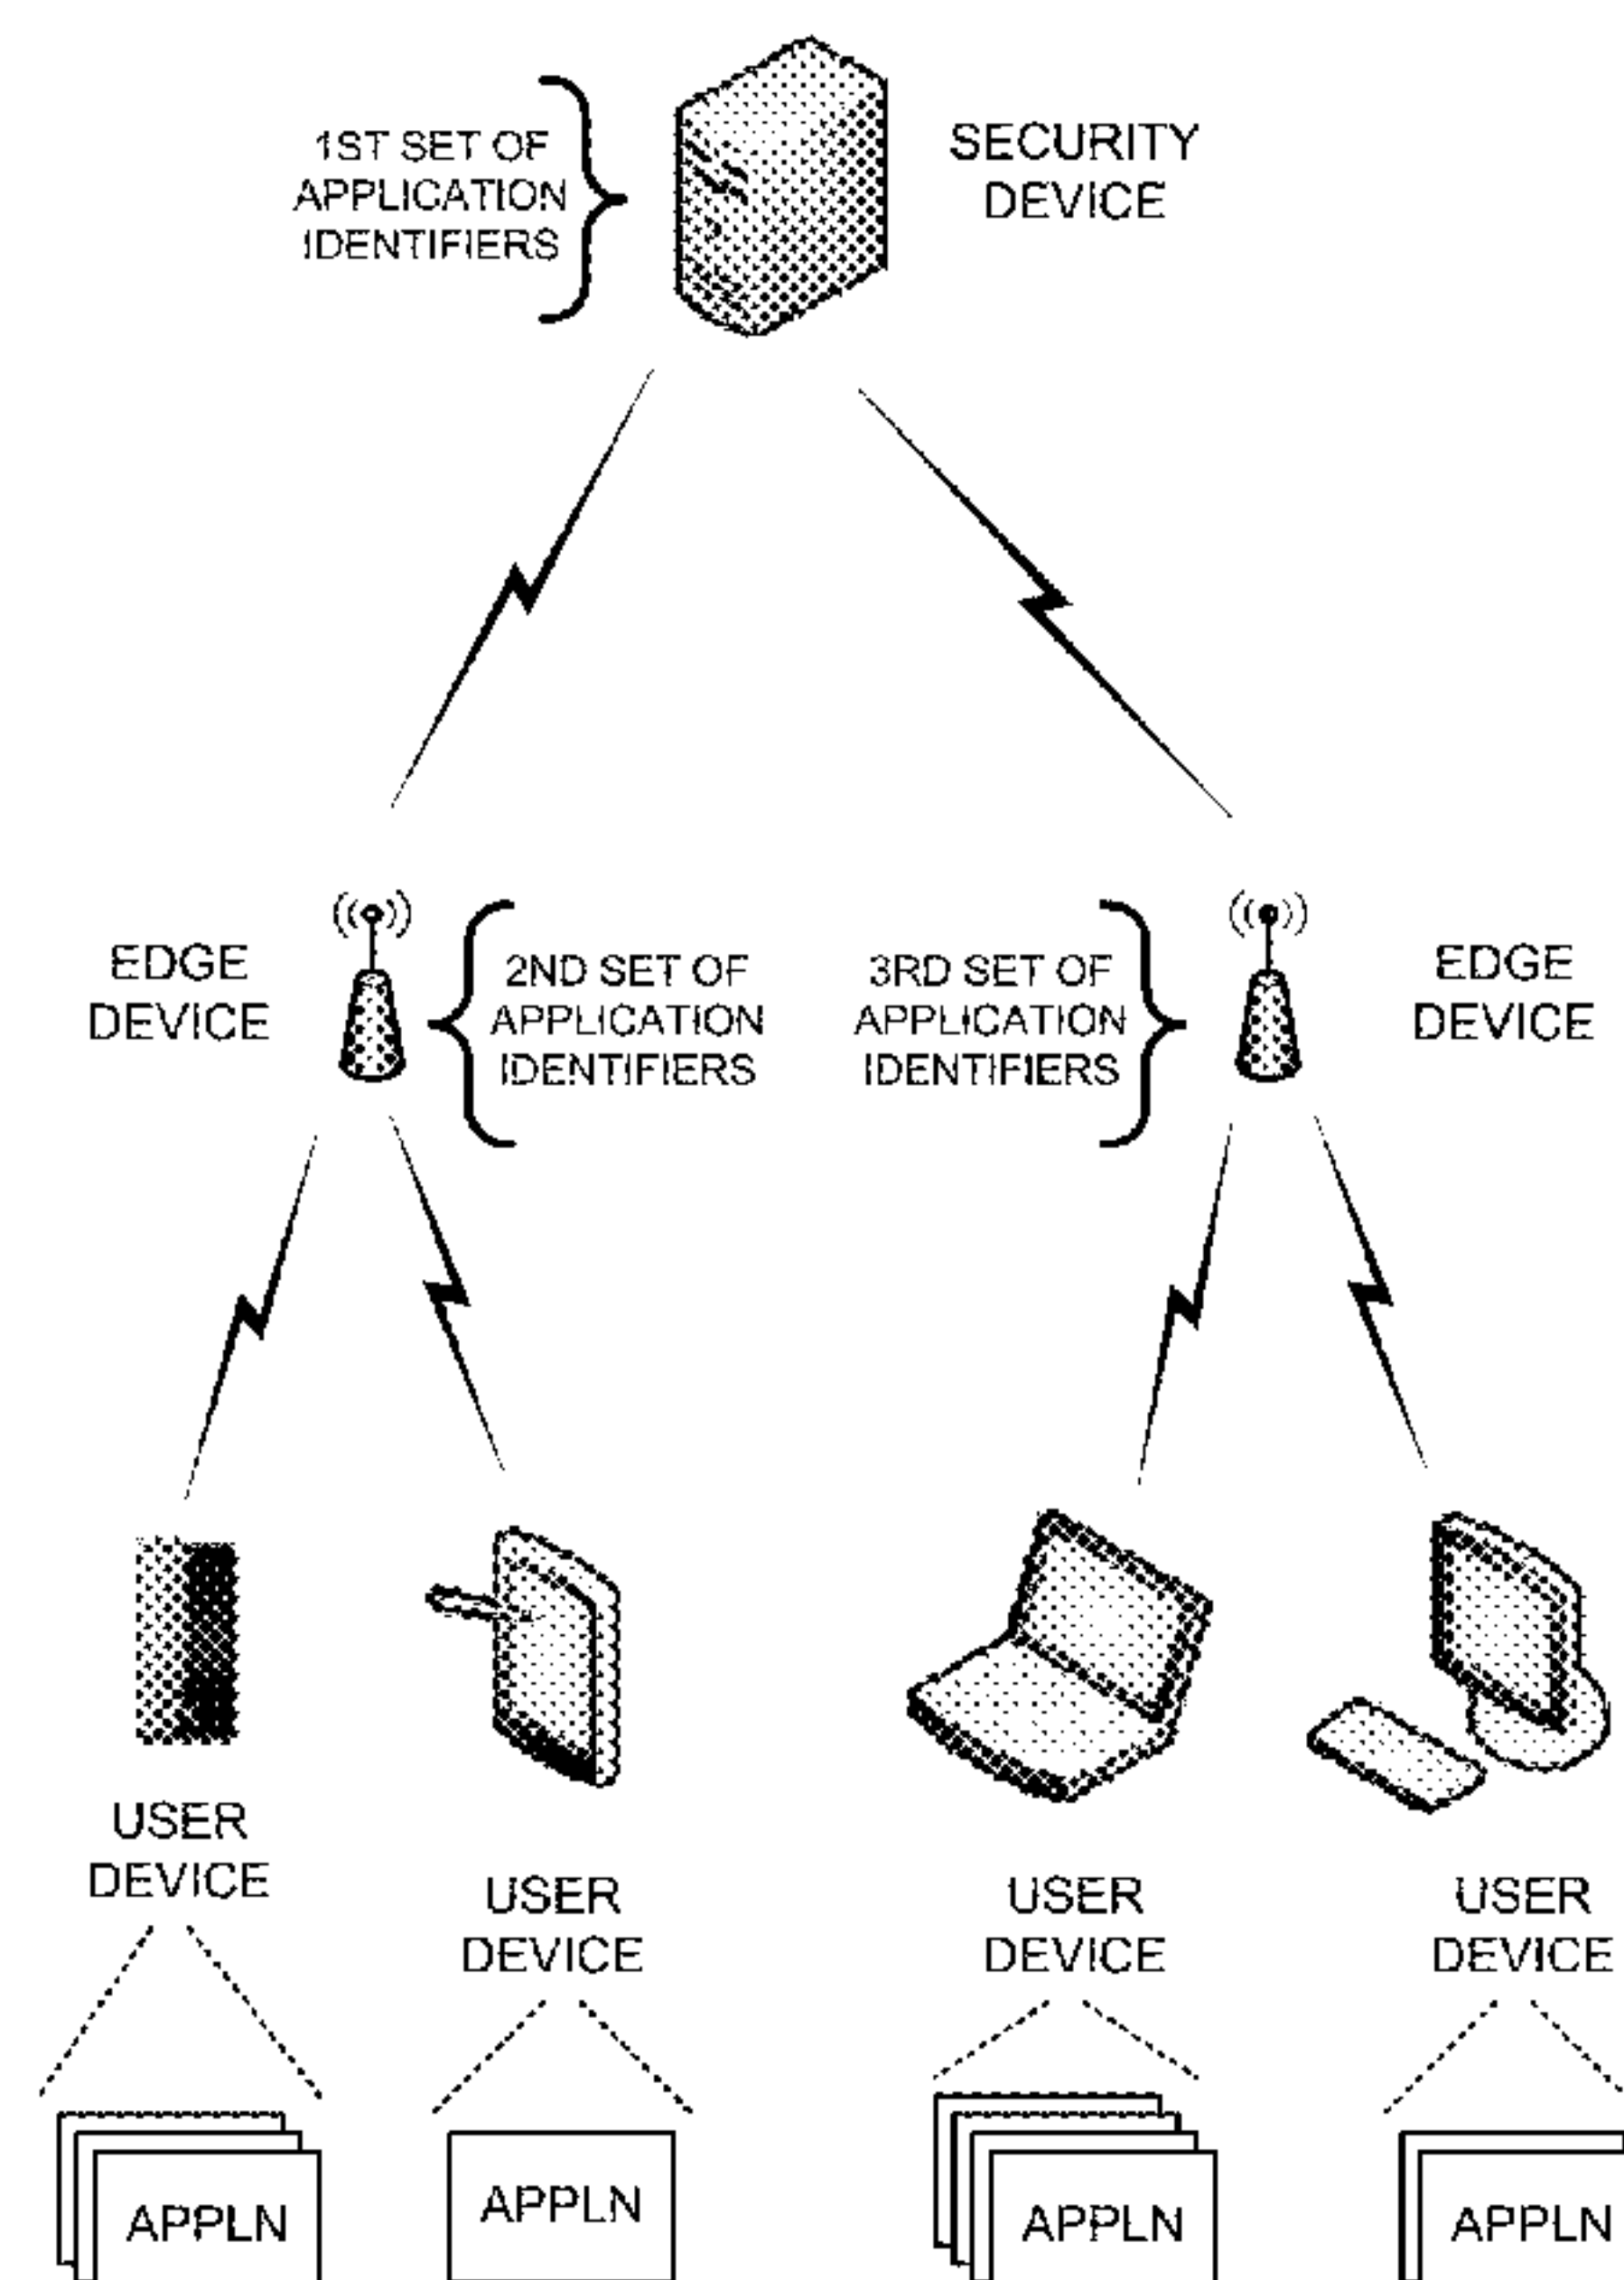 1ST SET OF
APPLICATION
IDENTIFIERS
SECURITY
DEVICE
EDGE
DEVICE
2ND SET OF
APPLICATION
IDENTIFIERS
3RD SET OF
APPLICATION
IDENTIFIERS
EDGE
DEVICE
USER
DEVICE
USER
DEVICE
USER
DEVICE
USER
DEVICE
APPLN
APPLN
APPLN
APPLN